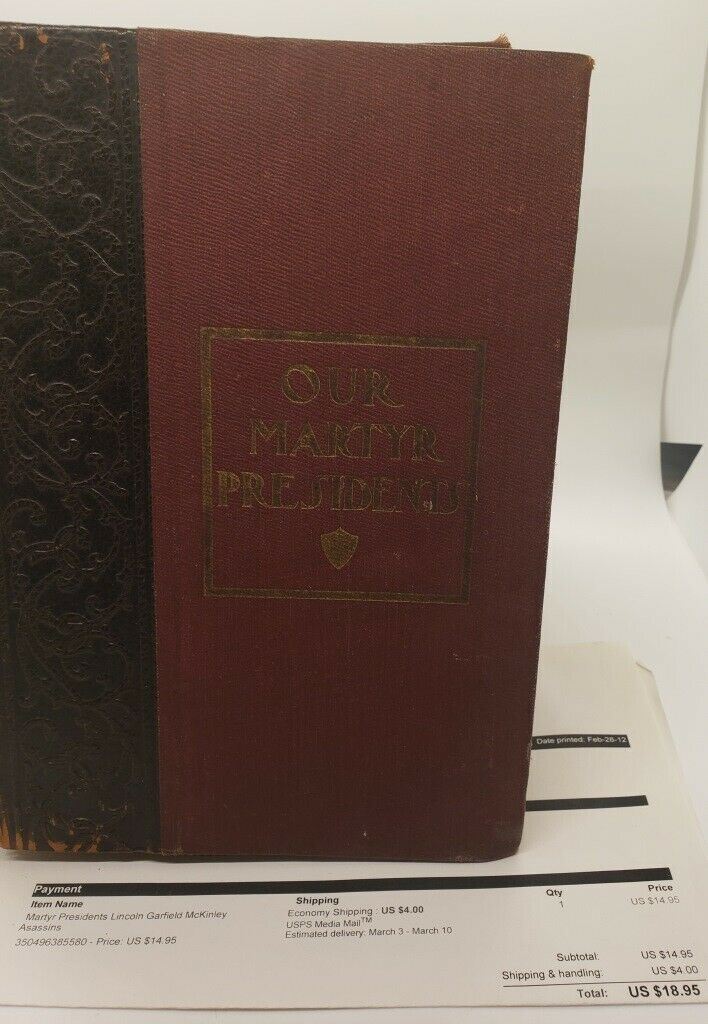 OUR
MARTYR
PRESIDENTS
Date printed: Feb-26-12
Payment
Item Name Shipping Qty Price
Martyr Presidents Lincoln Garfield McKinley Economy Shipping : US $4.00 1 US $14.95
Asassins USPS Media Mail™
350496385580 - Price: US $14.95 Estimated delivery: March 3 - March 10
Subtotal: US $14.95
Shipping & handling: US $4.00
Total: US $18.95